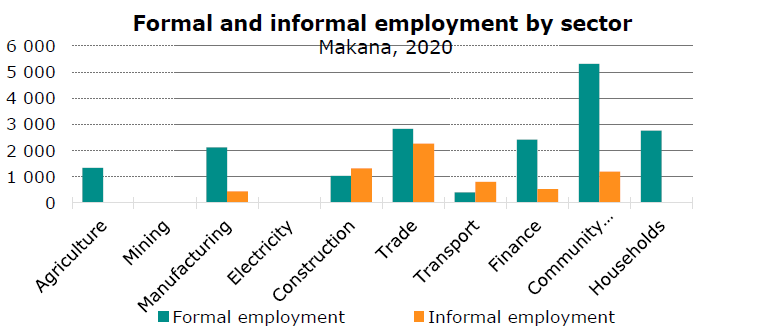 Formal and informal employment by sector
Makana, 2020
6 000
5 000
4 000
3 000
2 000
1 000
0
Agriculture
Mining
Manufacturing
Electricity
Construction
Trade
Transport
Finance
Community...
Households
Formal employment
Informal employment